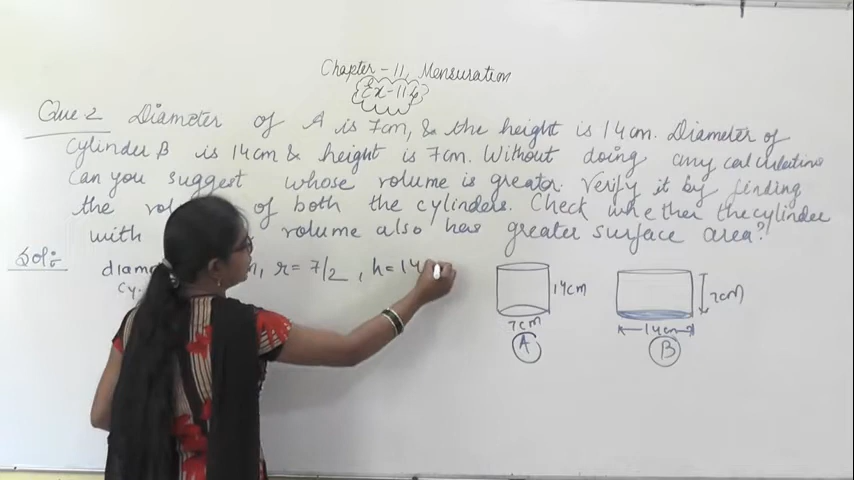 Chapter - 11, Mensuration
Ex-11.4
Que 2 Diameter of A is 7cm, & the height is 14cm. Diameter of
Cylinder B is 14cm & height is 7cm. Without doing any calculations
Can you suggest whose volume is greater. Verify it by finding
the of both the cylinders. Check whether the cylinder
with volume also has greater surface area?
Sol:
r = 7/2, h = 14
cy.
14cm
7cm
A
7cm
14cm
B